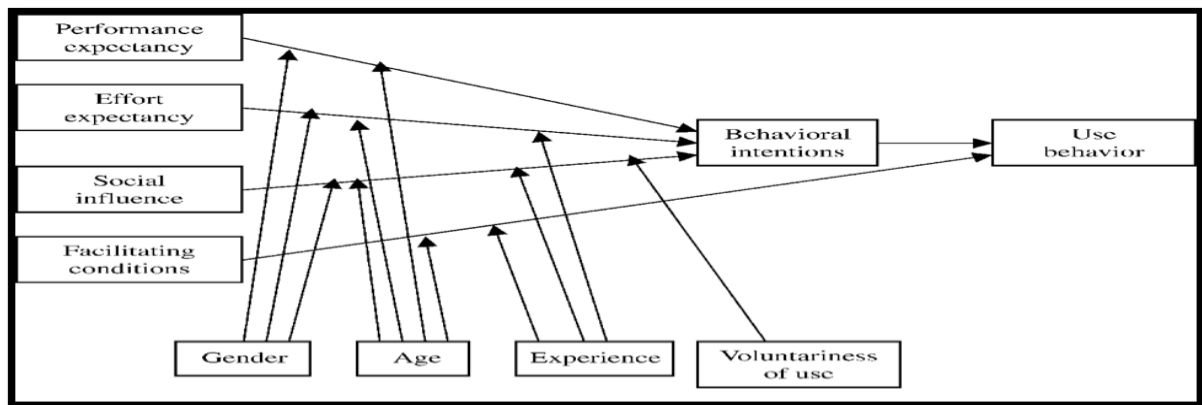 Performance
expectancy
Effort
expectancy
Social
influence
Facilitating
conditions
Behavioral
intentions
Use
behavior
Gender
Age
Experience
Voluntariness
of use